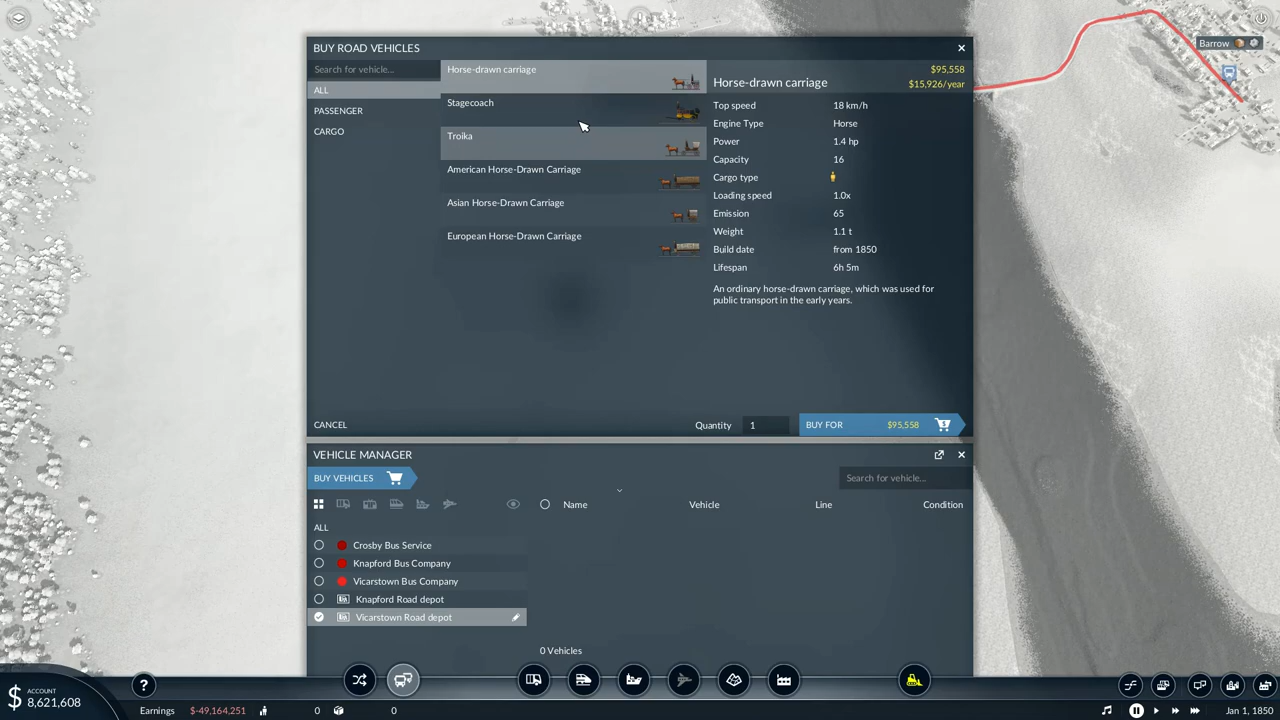 BUY ROAD VEHICLES
Search for vehicle...
ALL
PASSENGER
CARGO
Horse-drawn carriage
Stagecoach
Troika
American Horse-Drawn Carriage
Asian Horse-Drawn Carriage
European Horse-Drawn Carriage
$95,558
Horse-drawn carriage $15,926/year
Top speed 18 km/h
Engine Type Horse
Power 1.4 hp
Capacity 16
Cargo type
Loading speed 1.0x
Emission 65
Weight 1.1 t
Build date from 1850
Lifespan 6h 5m
An ordinary horse-drawn carriage, which was used for
public transport in the early years.
CANCEL
Quantity 1
BUY FOR $95,558
Barrow
VEHICLE MANAGER
BUY VEHICLES
Search for vehicle...
Name Vehicle Line Condition
ALL
Crosby Bus Service
Knapford Bus Company
Vicarstown Bus Company
Knapford Road depot
Vicarstown Road depot
0 Vehicles
$ ACCOUNT
8,621,608
?
Earnings $-49,164,251 0 0
Jan 1, 1850